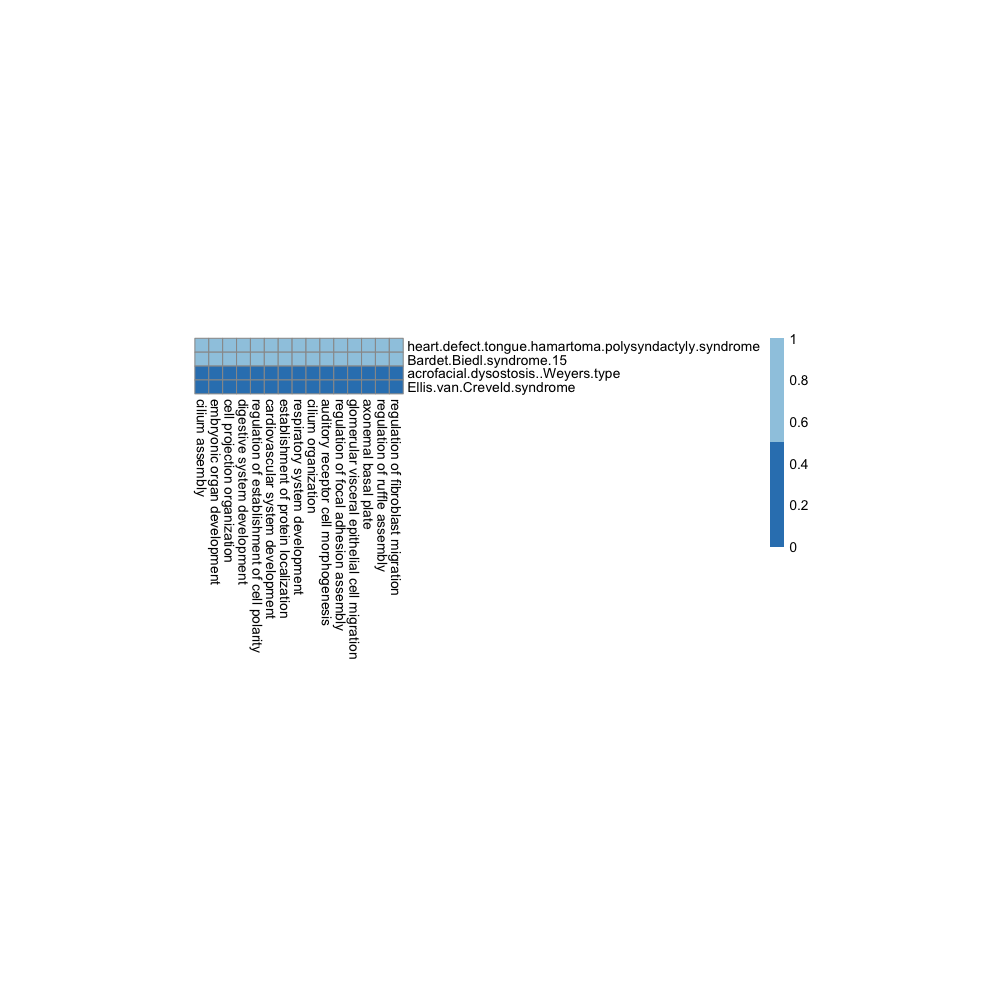 heart.defect.tongue.hamartoma.polysyndactyly.syndrome
Bardet.Biedl.syndrome.15
acrofacial.dysostosis..Weyers.type
Ellis.van.Creveld.syndrome
1
0.8
0.6
0.4
0.2
0
cilium assembly
embryonic organ development
cell projection organization
digestive system development
regulation of establishment of cell polarity
cardiovascular system development
establishment of protein localization
respiratory system development
cilium organization
auditory receptor cell morphogenesis
regulation of focal adhesion assembly
glomerular visceral epithelial cell migration
axonemal basal plate
regulation of ruffle assembly
regulation of fibroblast migration